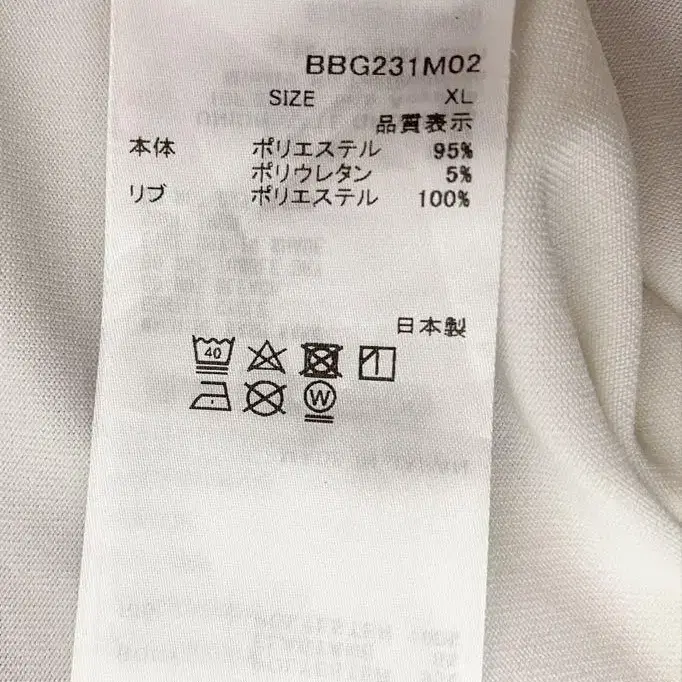 BBG231M02
SIZE XL
品質表示
本体 ポリエステル 95%
ポリウレタン 5%
リブ ポリエステル 100%
日本製
40
W